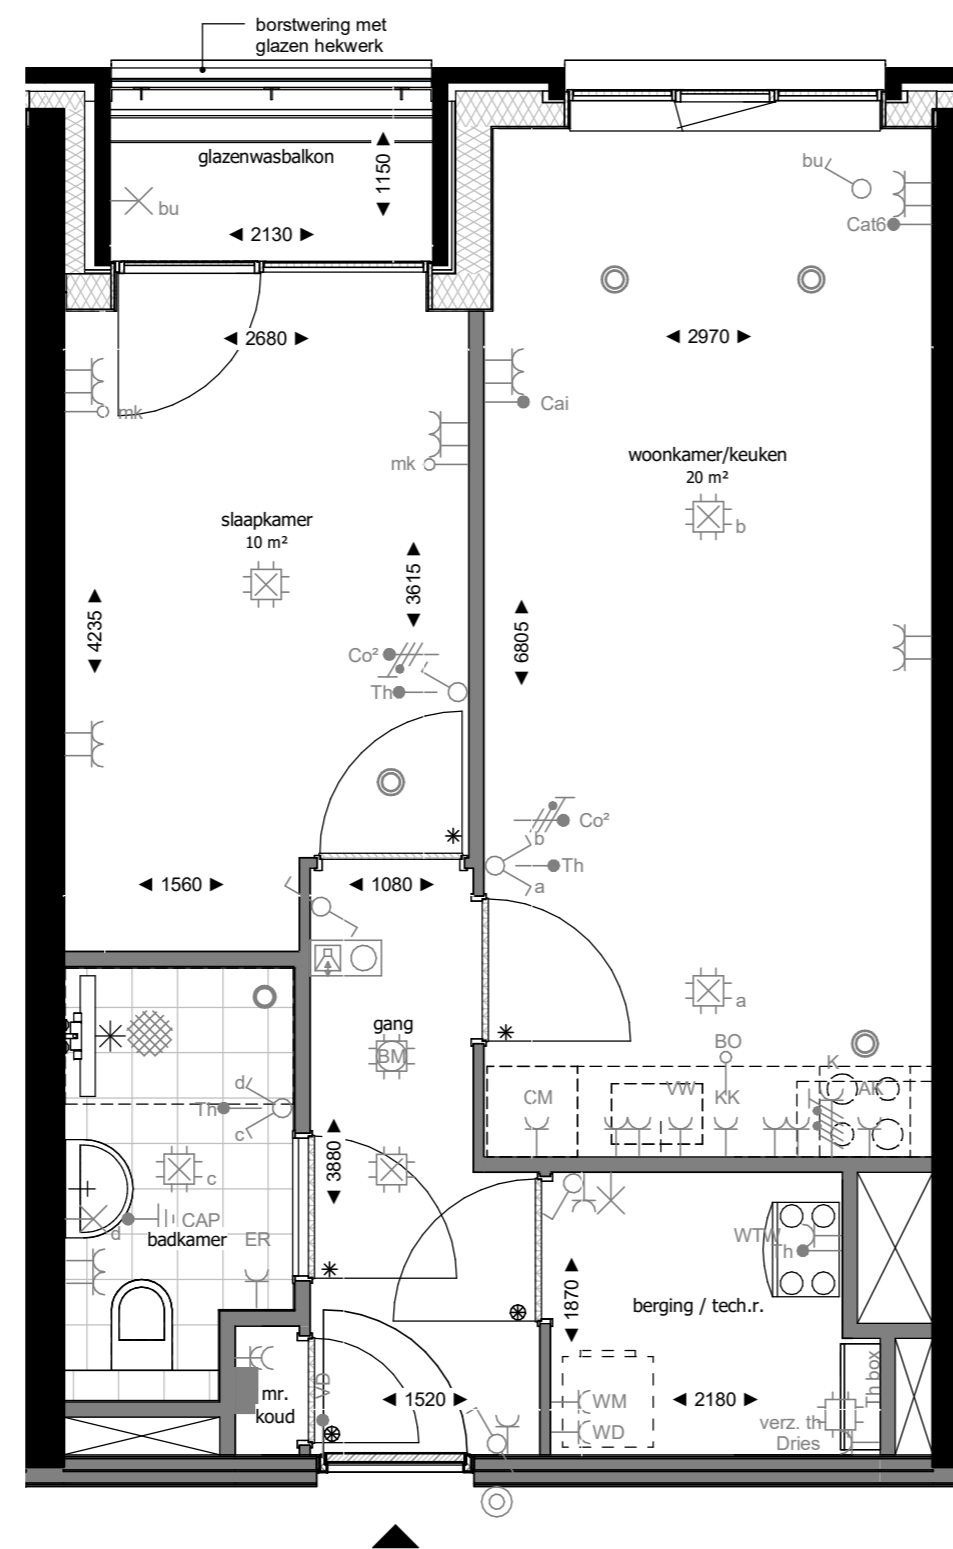 borstwering met
glazen hekwerk
glazenwasbalkon
1150
bu
2130
bu
Cat6
2680
2970
mk
Cai
mk
woonkamer/keuken
20 m²
b
slaapkamer
10 m²
3615
4235
6805
Co²
Th
Co²
b
Th
a
1560
1080
a
gang
BM
BO
K
CM
VW
KK
AK
d
Th
c
3880
c
CAP
d
badkamer
ER
WTW
Th
1870
berging / tech.r.
VD
mr.
koud
1520
WM
WD
2180
Th box
verz. th
Dries